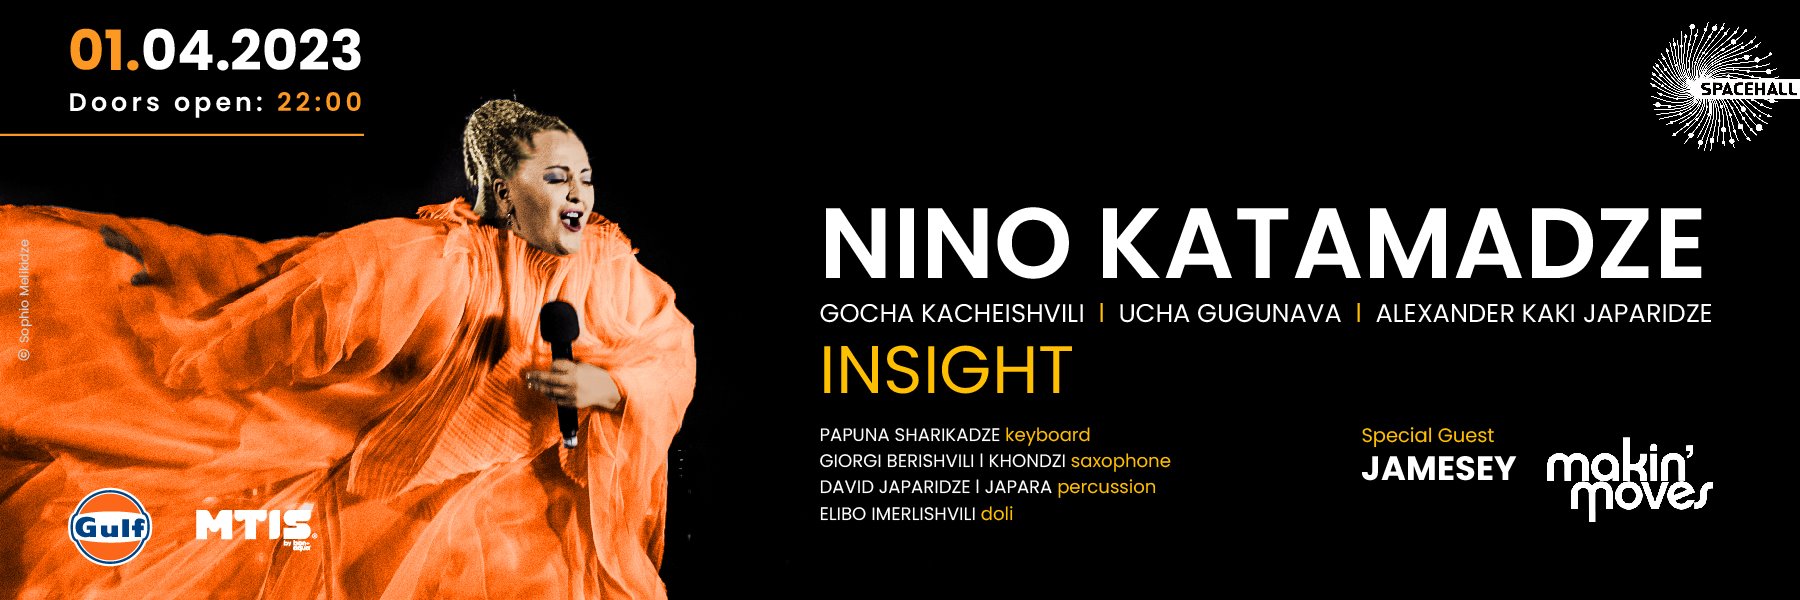 01.04.2023
Doors open: 22:00
SPACEHALL
NINO KATAMADZE
GOCHA KACHEISHVILI | UCHA GUGUNAVA | ALEXANDER KAKI JAPARIDZE
INSIGHT
PAPUNA SHARIKADZE keyboard
GIORGI BERISHVILI | KHONDZI saxophone
DAVID JAPARIDZE | JAPARA percussion
ELIBO IMERLISHVILI doli
Special Guest
JAMESEY
makin'
moves
© Sophio Melikidze
Gulf
MTIS